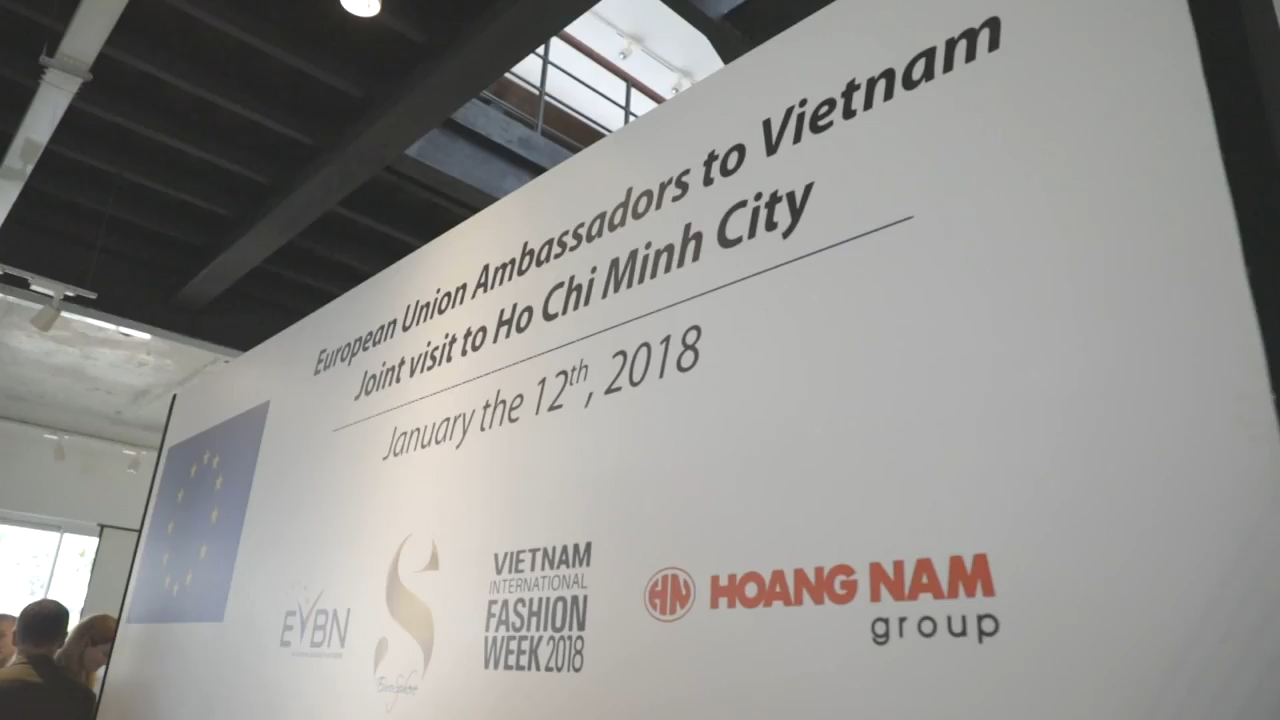 European Union Ambassadors to Vietnam
Joint visit to Ho Chi Minh City
January the 12th, 2018
EVBN
S
EuroSphere
VIETNAM
INTERNATIONAL
FASHION
WEEK 2018
HN HOANG NAM
group